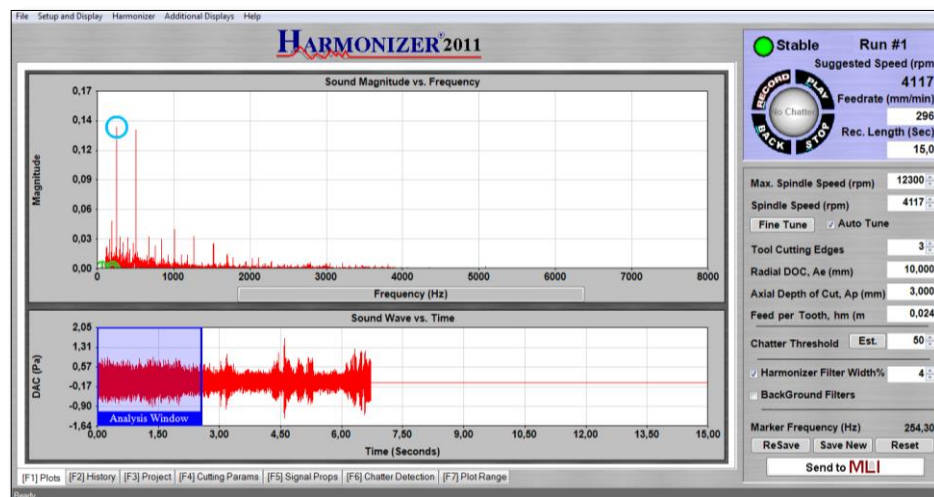 File Setup and Display Harmonizer Additional Displays Help
HARMONIZER® 2011
Sound Magnitude vs. Frequency
Magnitude
0,17
0,14
0,12
0,09
0,06
0,03
0,00
0 1000 2000 3000 4000 5000 6000 7000 8000
Frequency (Hz)
Sound Wave vs. Time
DAC (Pa)
2,05
1,31
0,57
-0,17
-0,90
-1,64
Analysis Window
0,00 1,50 3,00 4,50 6,00 7,50 9,00 10,50 12,00 13,50 15,00
Time (Seconds)
[F1] Plots [F2] History [F3] Project [F4] Cutting Params [F5] Signal Props [F6] Chatter Detection [F7] Plot Range
Ready
Stable Run #1
Suggested Speed (rpm
4117
RECORD PLAY
BACK STOP
No Chatter
Feedrate (mm/min)
296
Rec. Length (Sec)
15,0
Max. Spindle Speed (rpm) 12300
Spindle Speed (rpm) 4117
Fine Tune Auto Tune
Tool Cutting Edges 3
Radial DOC, Ae (mm) 10,000
Axial Depth of Cut, Ap (mm) 3,000
Feed per Tooth, hm (m 0,024
Chatter Threshold Est. 50
Harmonizer Filter Width% 4
BackGround Filters
Marker Frequency (Hz) 254,30
ReSave Save New Reset
Send to MLI